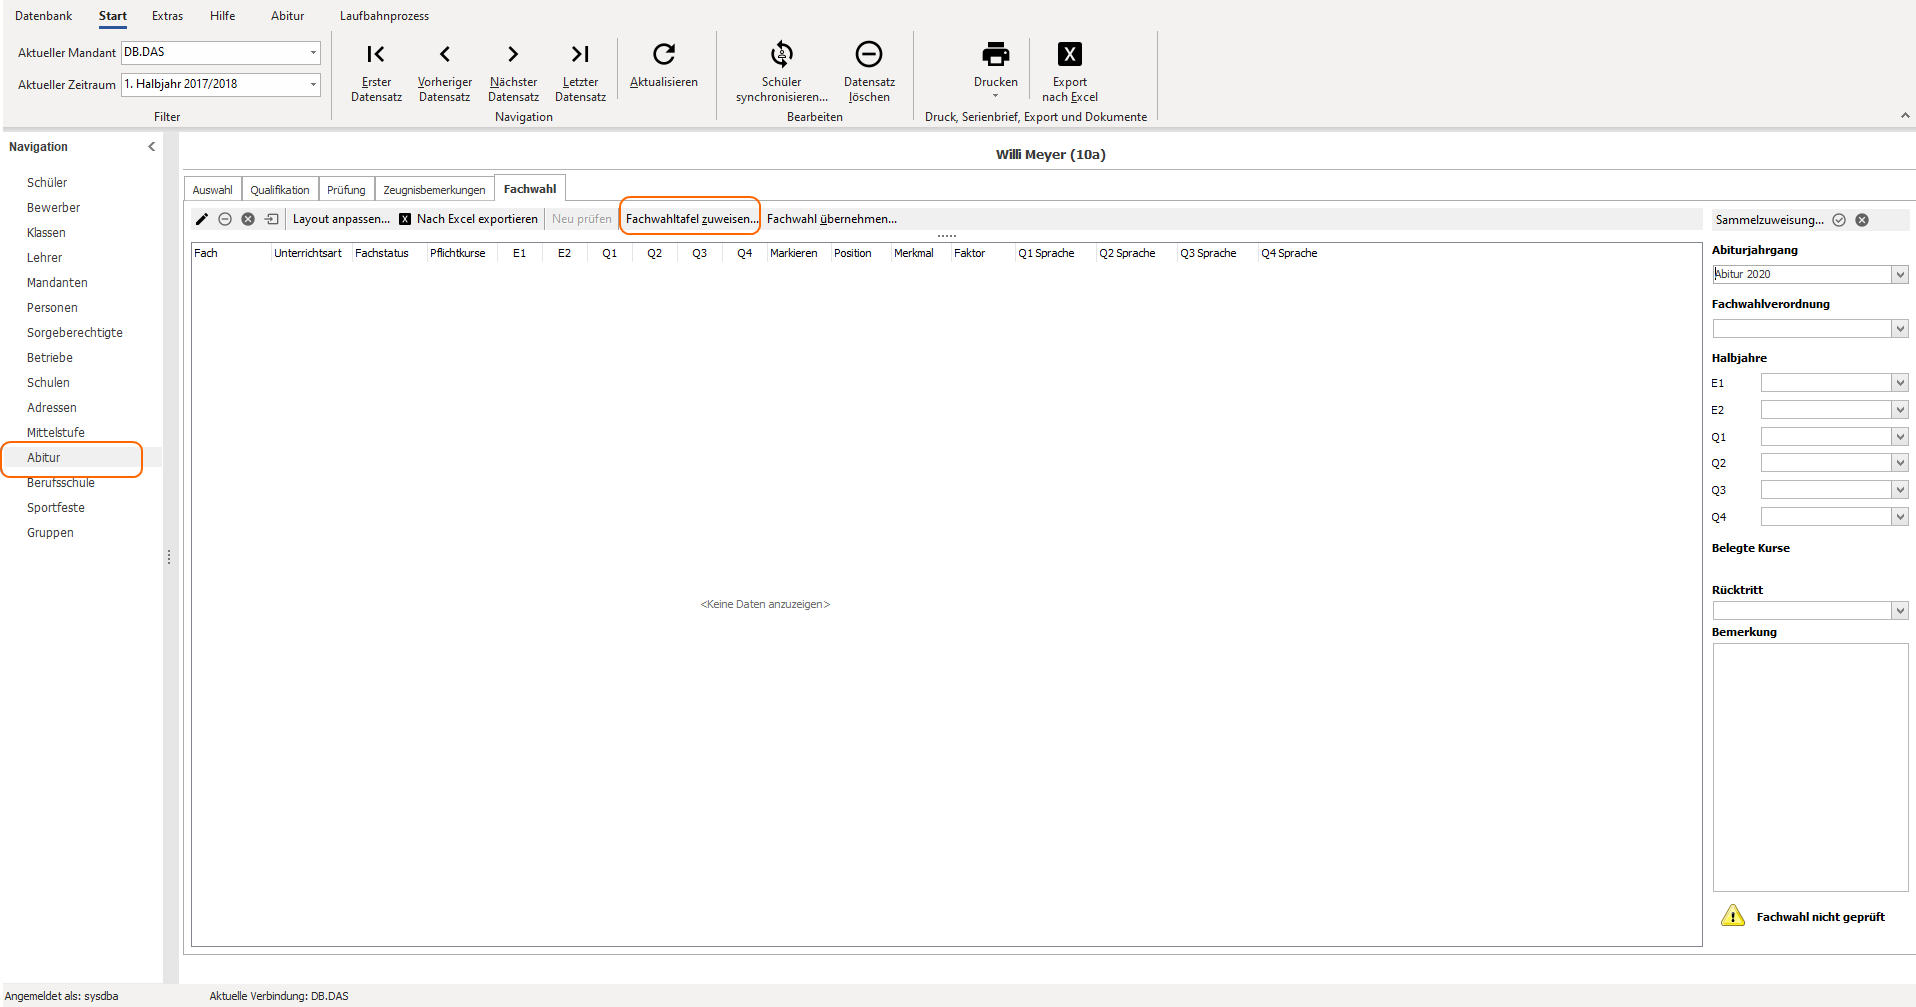 Datenbank Start Extras Hilfe Abitur Laufbahnprozess
Aktueller Mandant DB.DAS
Aktueller Zeitraum 1. Halbjahr 2017/2018
Filter
Erster Datensatz
Vorheriger Datensatz
Nächster Datensatz
Letzter Datensatz
Aktualisieren
Navigation
Schüler synchronisieren...
Datensatz löschen
Bearbeiten
Drucken
X
Export nach Excel
Druck, Serienbrief, Export und Dokumente
Navigation
Schüler
Bewerber
Klassen
Lehrer
Mandanten
Personen
Sorgeberechtigte
Betriebe
Schulen
Adressen
Mittelstufe
Abitur
Berufsschule
Sportfeste
Gruppen
Willi Meyer (10a)
Auswahl Qualifikation Prüfung Zeugnisbemerkungen Fachwahl
Layout anpassen... X Nach Excel exportieren Neu prüfen Fachwahltafel zuweisen... Fachwahl übernehmen...
Fach Unterrichtsart Fachstatus Pflichtkurse E1 E2 Q1 Q2 Q3 Q4 Markieren Position Merkmal Faktor Q1 Sprache Q2 Sprache Q3 Sprache Q4 Sprache
<Keine Daten anzuzeigen>
Sammelzuweisung...
Abiturjahrgang
Abitur 2020
Fachwahlverordnung
Halbjahre
E1
E2
Q1
Q2
Q3
Q4
Belegte Kurse
Rücktritt
Bemerkung
Fachwahl nicht geprüft
Angemeldet als: sysdba Aktuelle Verbindung: DB.DAS